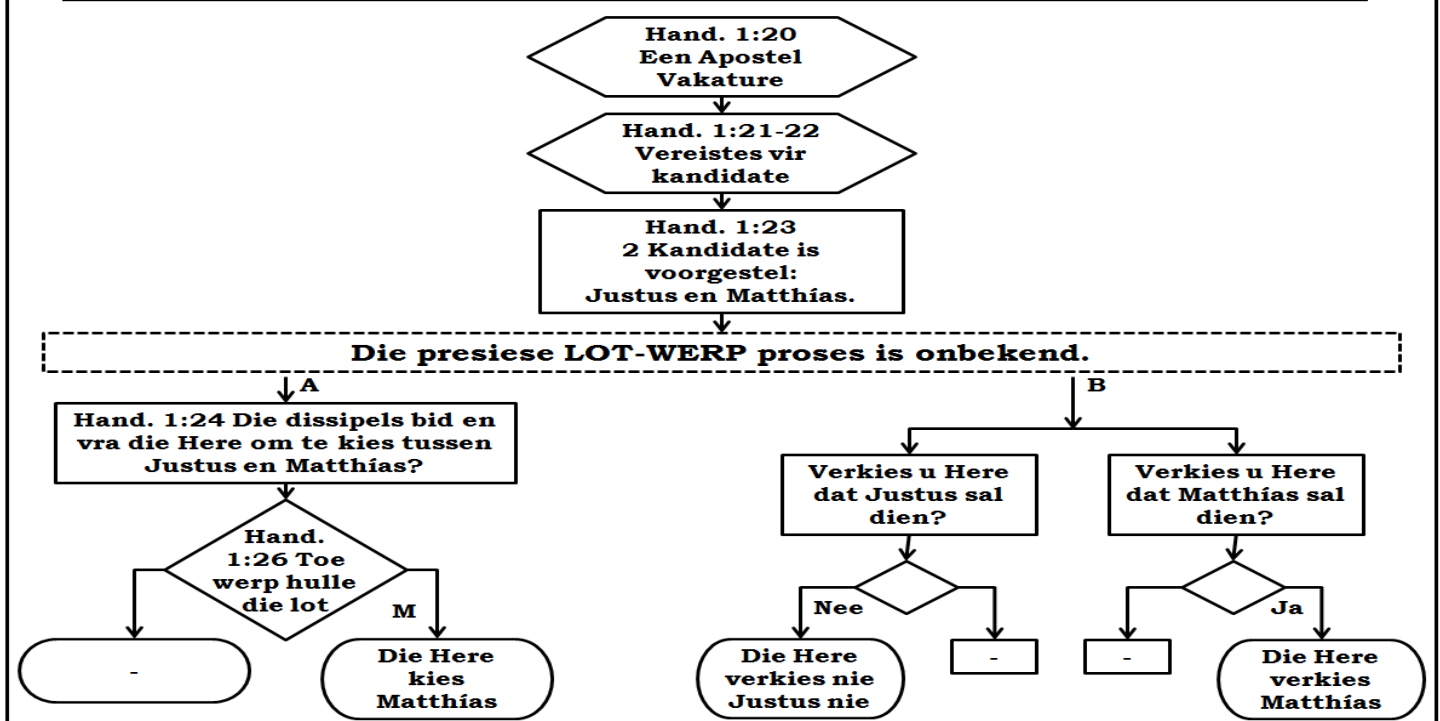 Hand. 1:20
Een Apostel
Vakature
Hand. 1:21-22
Vereistes vir
kandidate
Hand. 1:23
2 Kandidate is
voorgestel:
Justus en Matthías.
Die presiese LOT-WERP proses is onbekend.
A
B
Hand. 1:24 Die dissipels bid en
vra die Here om te kies tussen
Justus en Matthías?
Verkies u Here
dat Justus sal
dien?
Verkies u Here
dat Matthías sal
dien?
Hand.
1:26 Toe
werp hulle
die lot
M
Nee
Ja
-
Die Here
kies
Matthías
Die Here
verkies nie
Justus nie
-
-
Die Here
verkies
Matthías